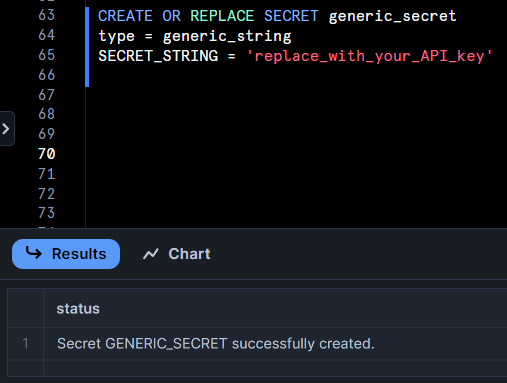 63 CREATE OR REPLACE SECRET generic_secret
64 type = generic_string
65 SECRET_STRING = 'replace_with_your_API_key'
66
67
68
69
70
71
72
73
Results Chart
status
1 Secret GENERIC_SECRET successfully created.